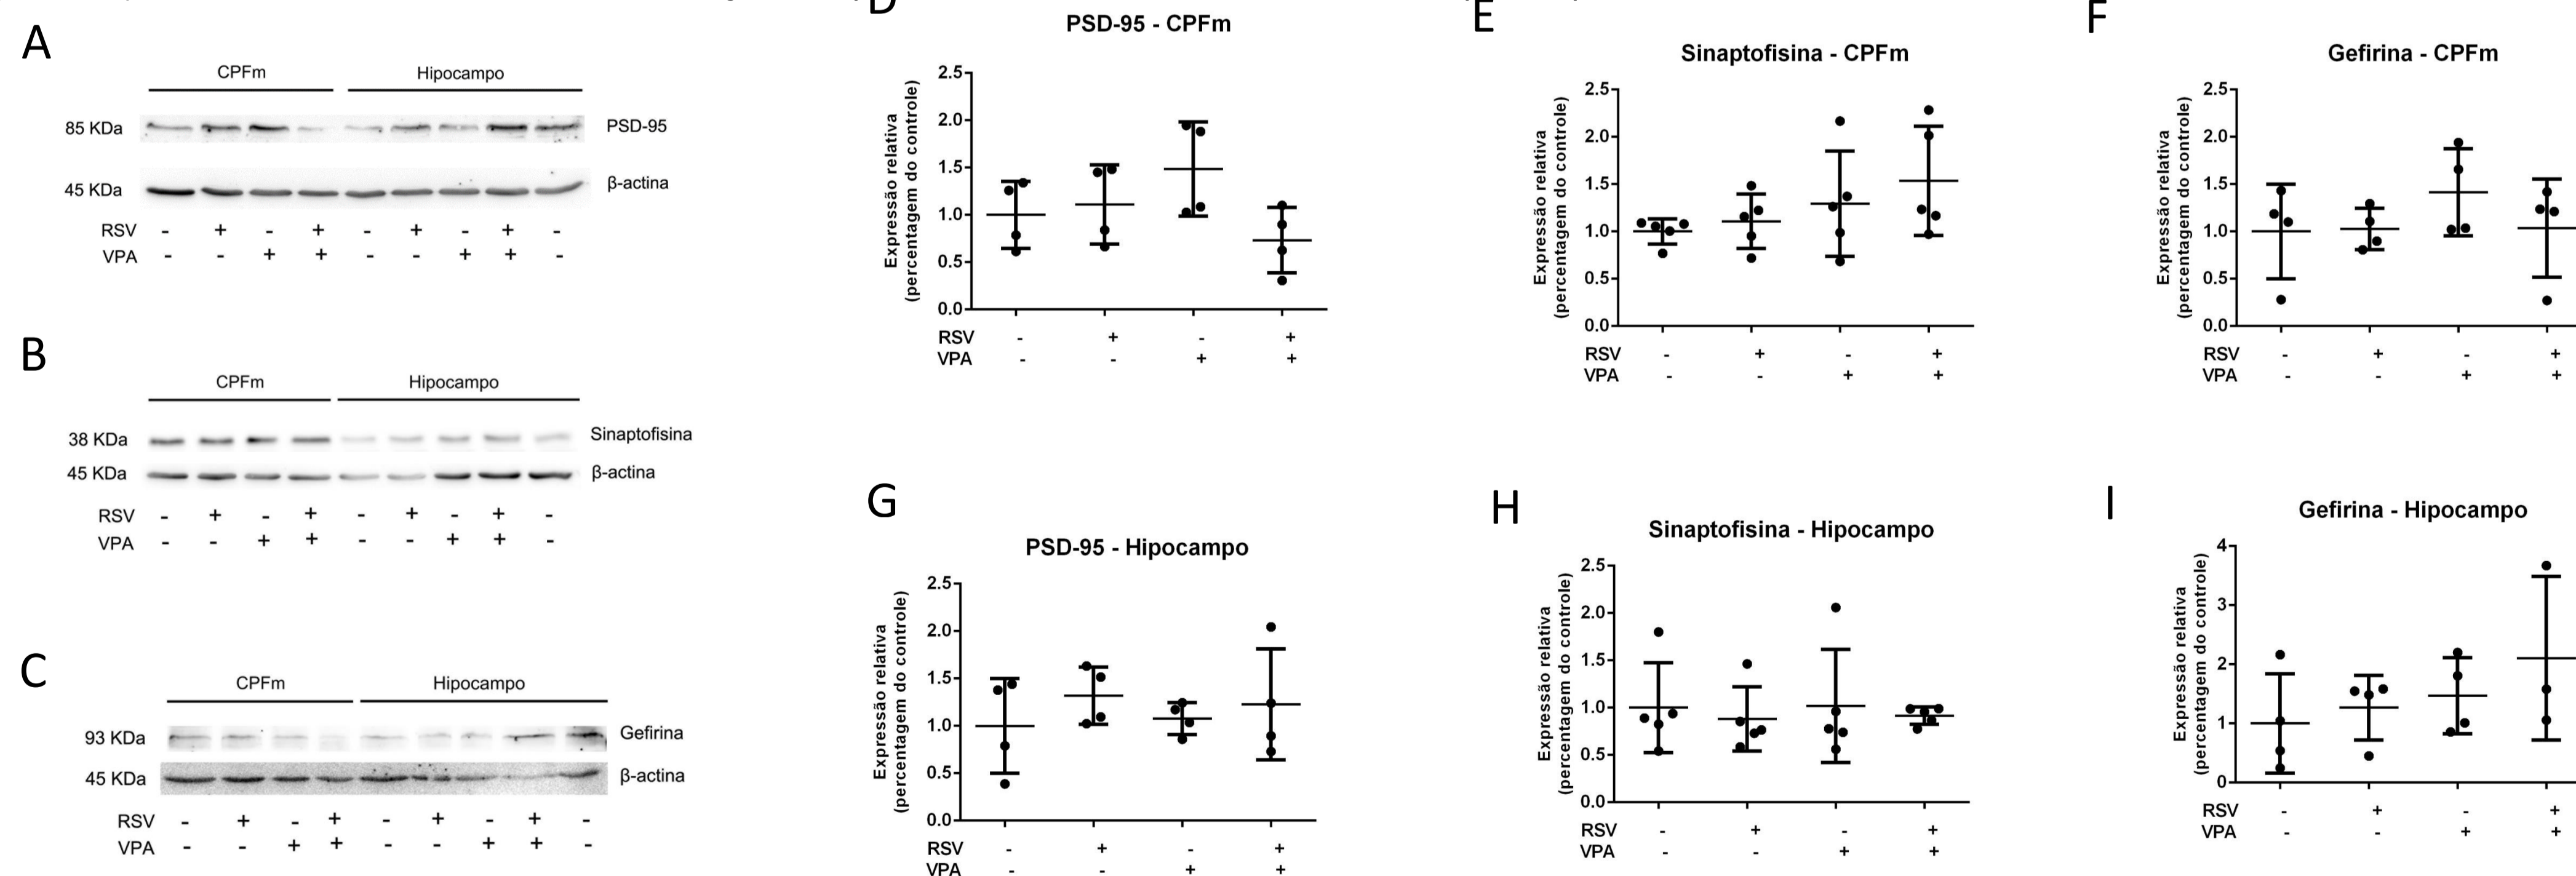 A
CPFm Hipocampo
85 KDa PSD-95
45 KDa β-actina
RSV - + - + - + - + -
VPA - - + + - - + + -
B
CPFm Hipocampo
38 KDa Sinaptofisina
45 KDa β-actina
RSV - + - + - + - + -
VPA - - + + - - + + -
C
CPFm Hipocampo
93 KDa Gefirina
45 KDa β-actina
RSV - + - + - + - + -
VPA - - + + - - + + -
D
PSD-95 - CPFm
Expressão relativa
(percentagem do controle)
2.5
2.0
1.5
1.0
0.5
0.0
RSV - + - +
VPA - - + +
E
Sinaptofisina - CPFm
Expressão relativa
(percentagem do controle)
2.5
2.0
1.5
1.0
0.5
0.0
RSV - + - +
VPA - - + +
F
Gefirina - CPFm
Expressão relativa
(percentagem do controle)
2.5
2.0
1.5
1.0
0.5
0.0
RSV - + - +
VPA - - + +
G
PSD-95 - Hipocampo
Expressão relativa
(percentagem do controle)
2.5
2.0
1.5
1.0
0.5
0.0
RSV - + - +
VPA - - + +
H
Sinaptofisina - Hipocampo
Expressão relativa
(percentagem do controle)
2.5
2.0
1.5
1.0
0.5
0.0
RSV - + - +
VPA - - + +
I
Gefirina - Hipocampo
Expressão relativa
(percentagem do controle)
4
3
2
1
0
RSV - + - +
VPA - - + +